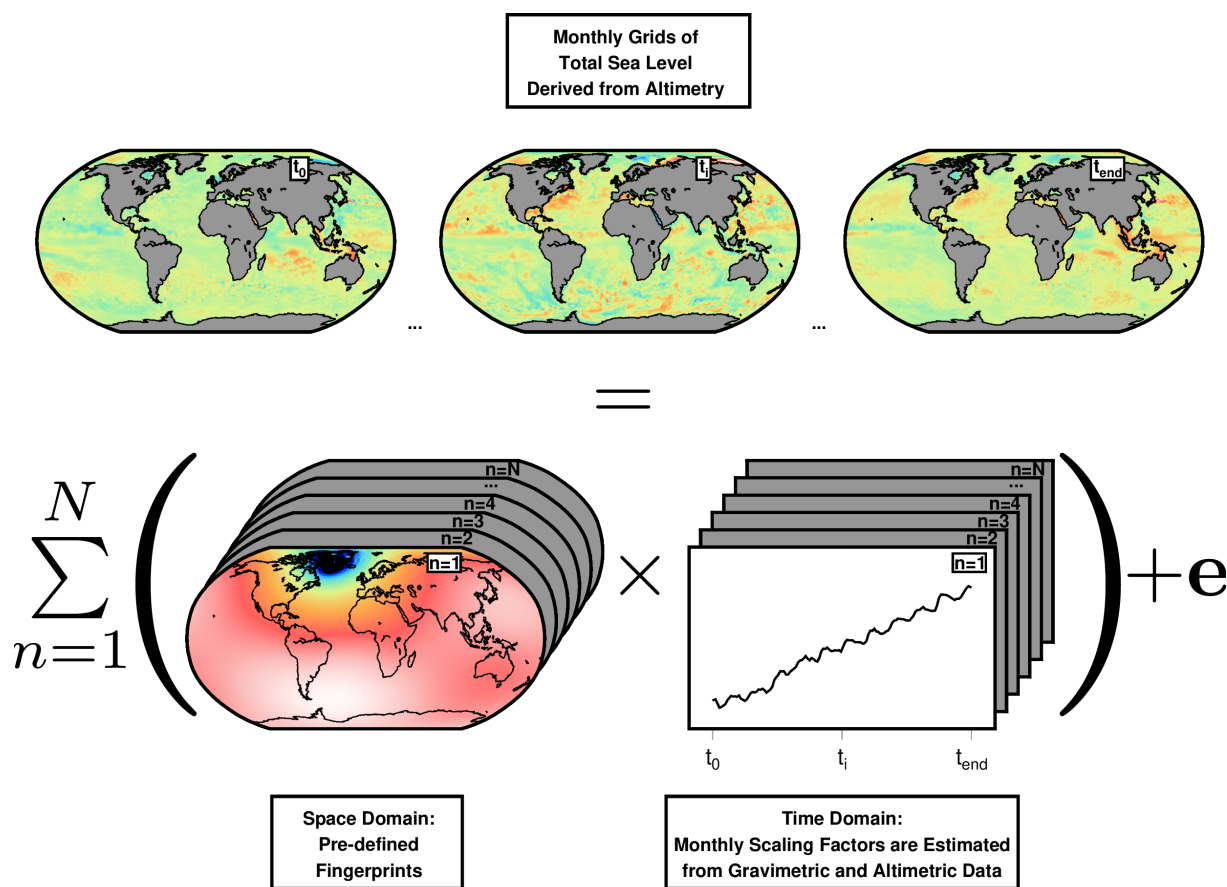 Monthly Grids of
Total Sea Level
Derived from Altimetry
t0 ti tend
... ...
=
N
∑ ( × ) + e
n=1
n=N n=N
... ...
n=4 n=4
n=3 n=3
n=2 n=2
n=1 n=1
t0 ti tend
Space Domain:
Pre-defined
Fingerprints
Time Domain:
Monthly Scaling Factors are Estimated
from Gravimetric and Altimetric Data